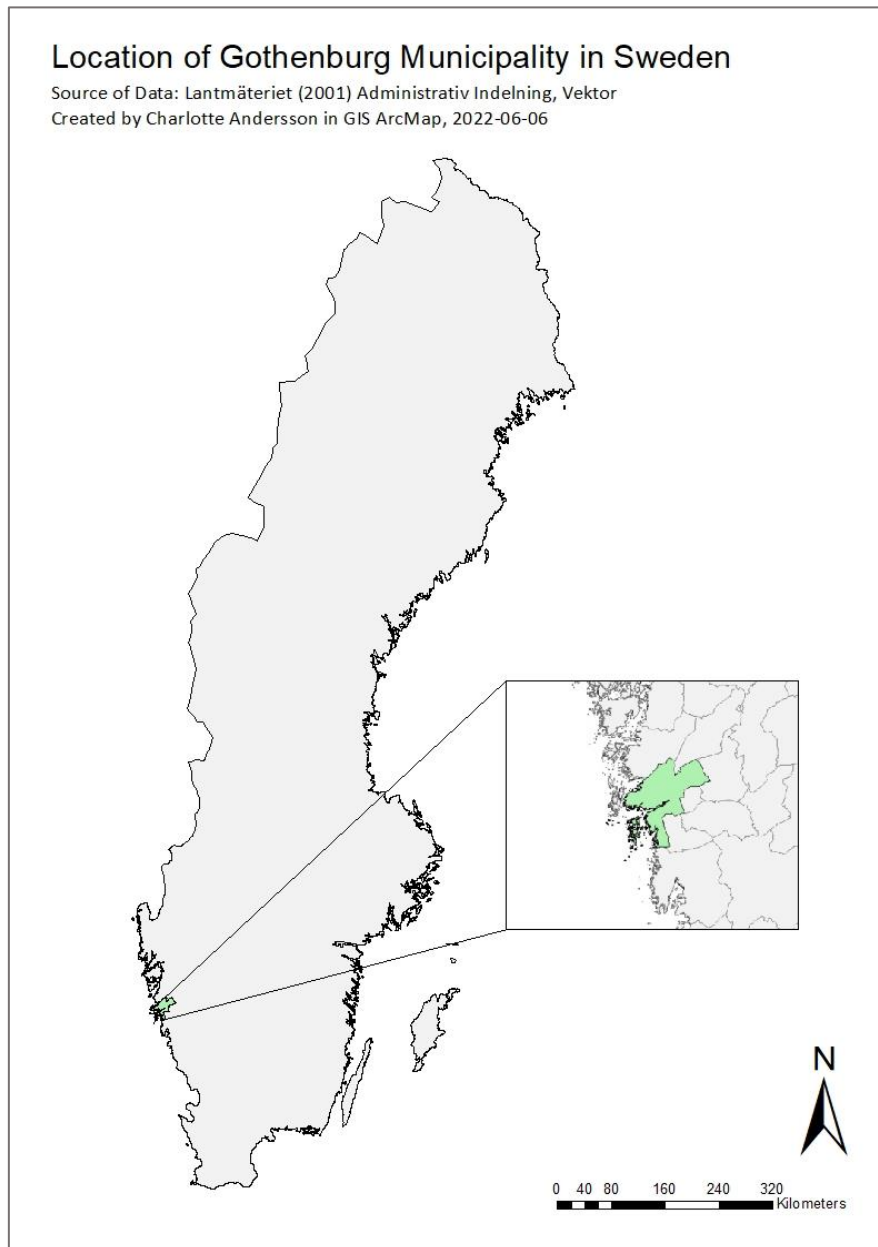 Location of Gothenburg Municipality in Sweden
Source of Data: Lantmäteriet (2001) Administrativ Indelning, Vektor
Created by Charlotte Andersson in GIS ArcMap, 2022-06-06
N
0 40 80 160 240 320
Kilometers